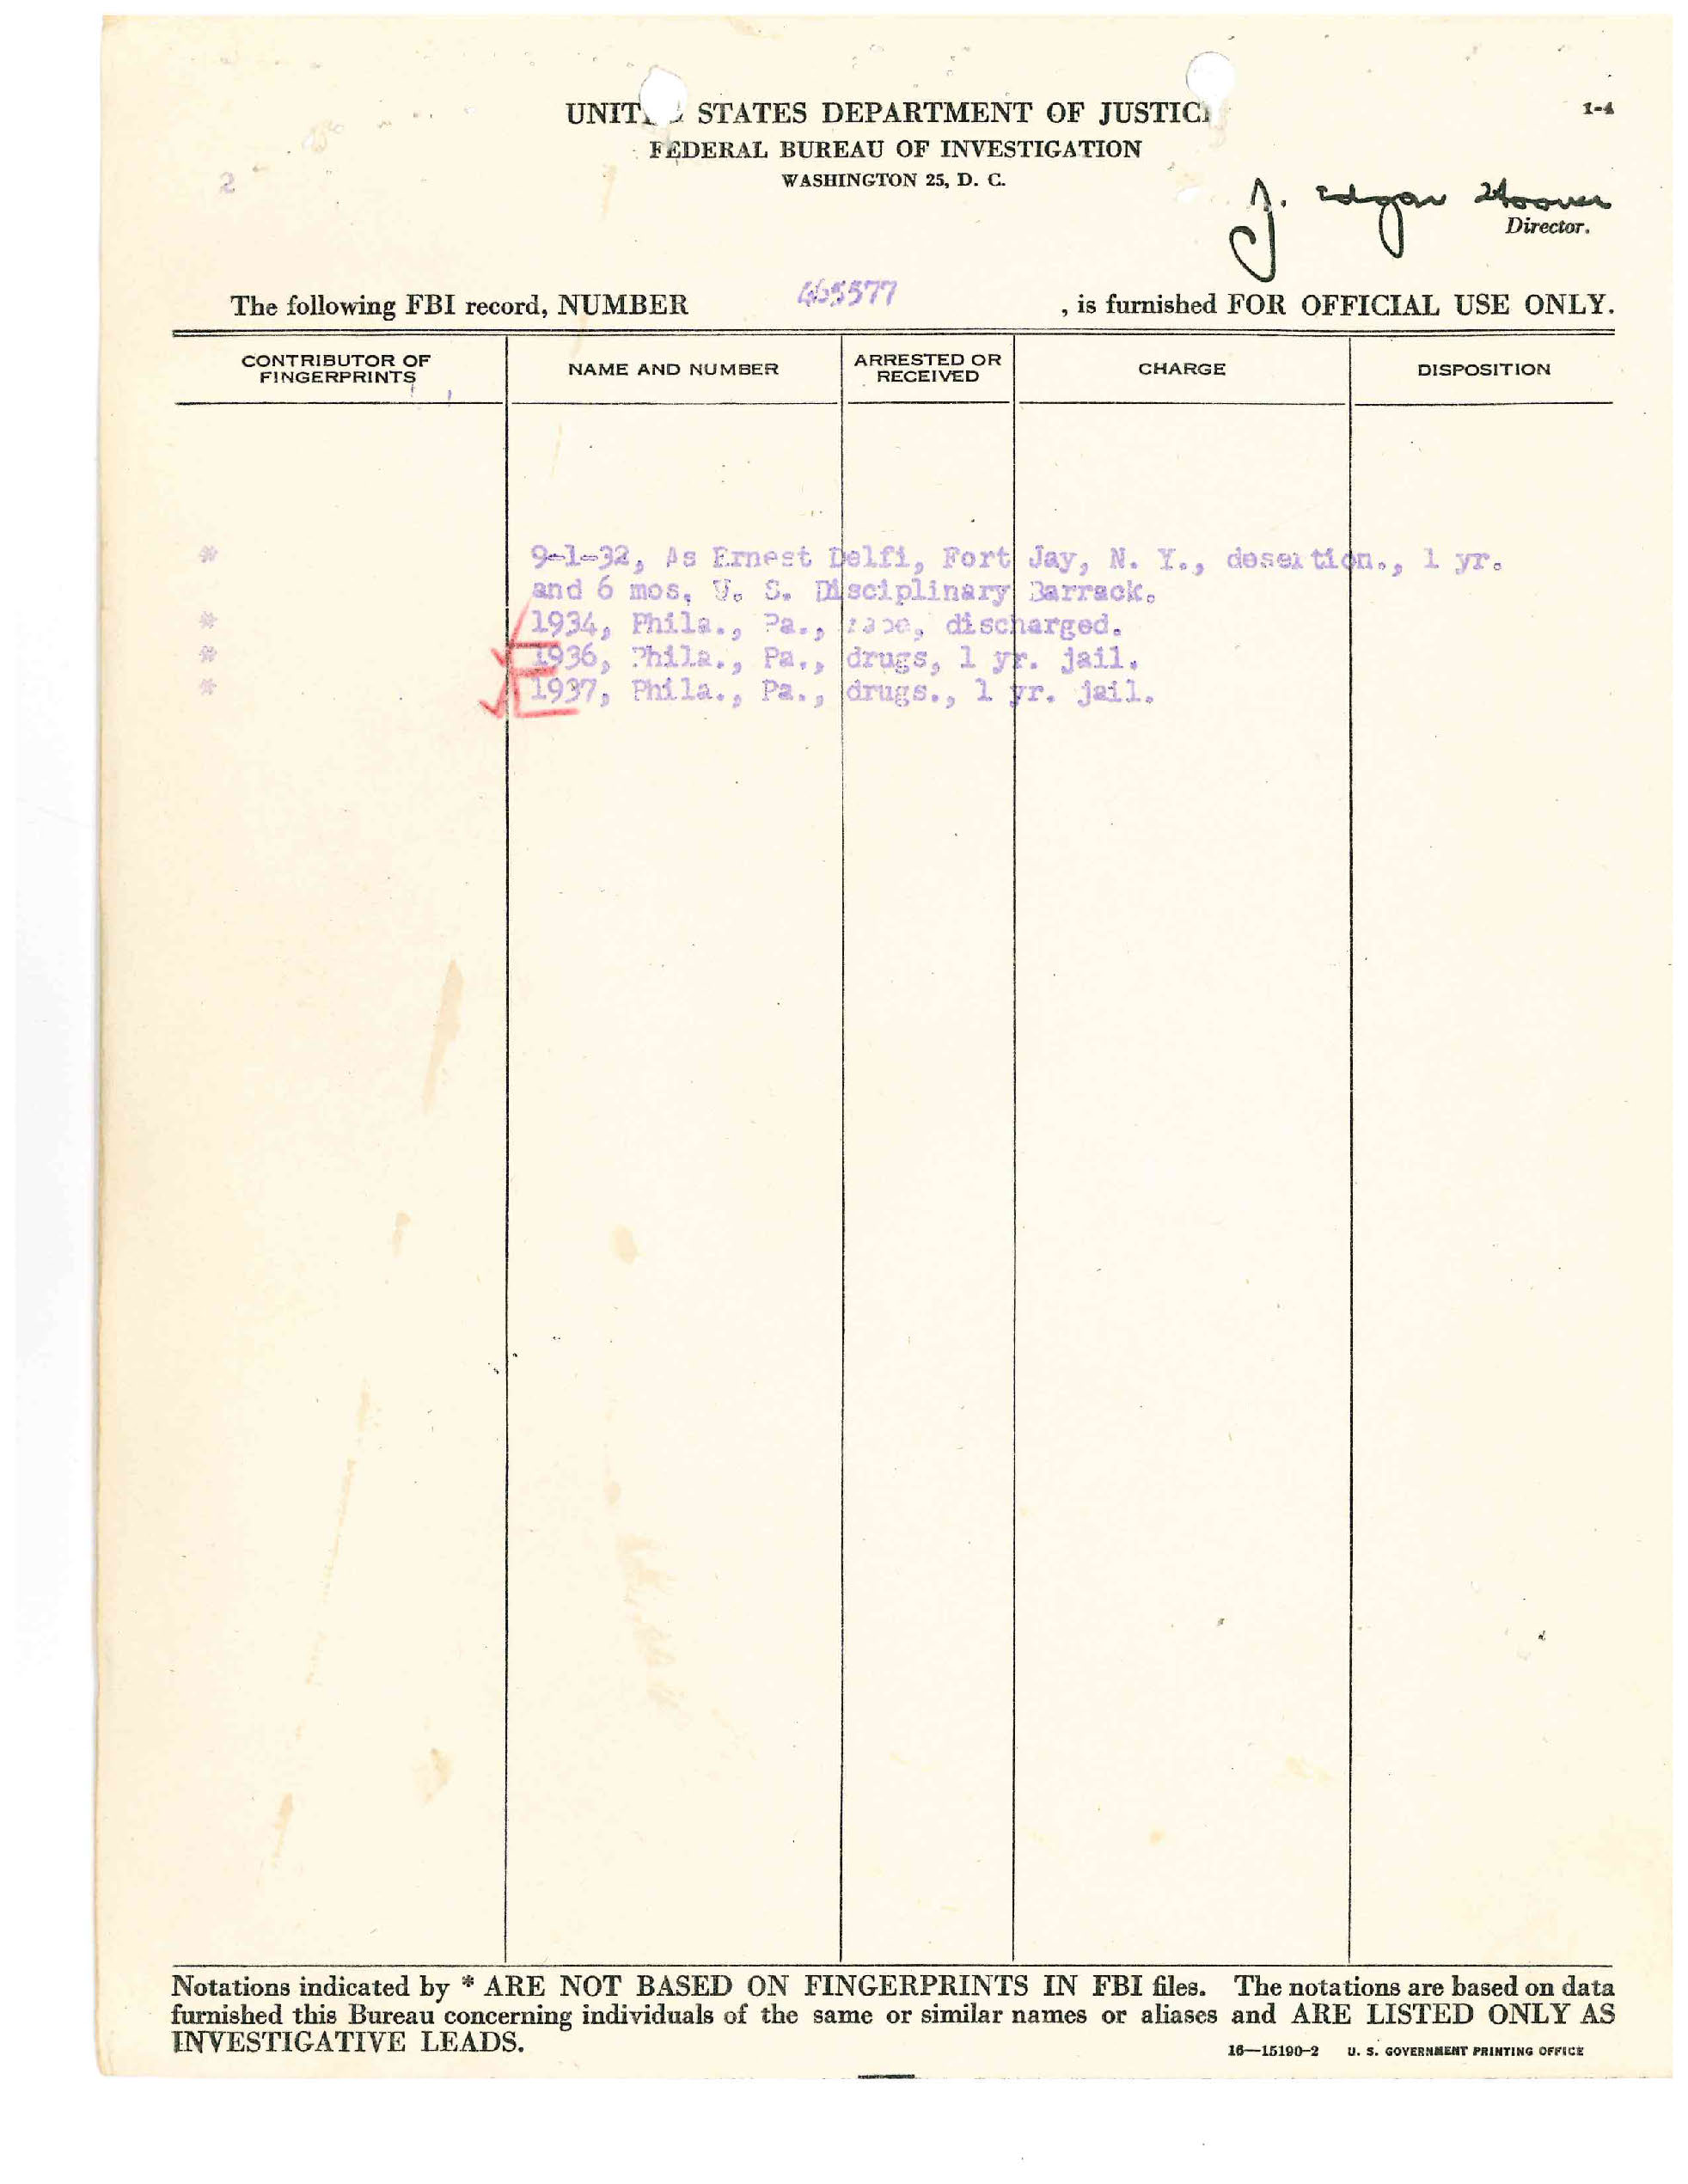 UNIT STATES DEPARTMENT OF JUSTIC
1-4
FEDERAL BUREAU OF INVESTIGATION
WASHINGTON 25, D. C.
2
J. Edgar Hoover
Director.
The following FBI record, NUMBER 465577, is furnished FOR OFFICIAL USE ONLY.
CONTRIBUTOR OF FINGERPRINTS NAME AND NUMBER ARRESTED OR RECEIVED CHARGE DISPOSITION
* 9-1-32, As Ernest Delfi, Fort Jay, N. Y., desertion., 1 yr.
and 6 mos, U. S. Disciplinary Barrack.
* 1934, Phila., Pa., rape, discharged.
* 1936, Phila., Pa., drugs, 1 yr. jail.
* 1937, Phila., Pa., drugs., 1 yr. jail.
Notations indicated by * ARE NOT BASED ON FINGERPRINTS IN FBI files. The notations are based on data
furnished this Bureau concerning individuals of the same or similar names or aliases and ARE LISTED ONLY AS
INVESTIGATIVE LEADS.
16—15190-2 U. S. GOVERNMENT PRINTING OFFICE